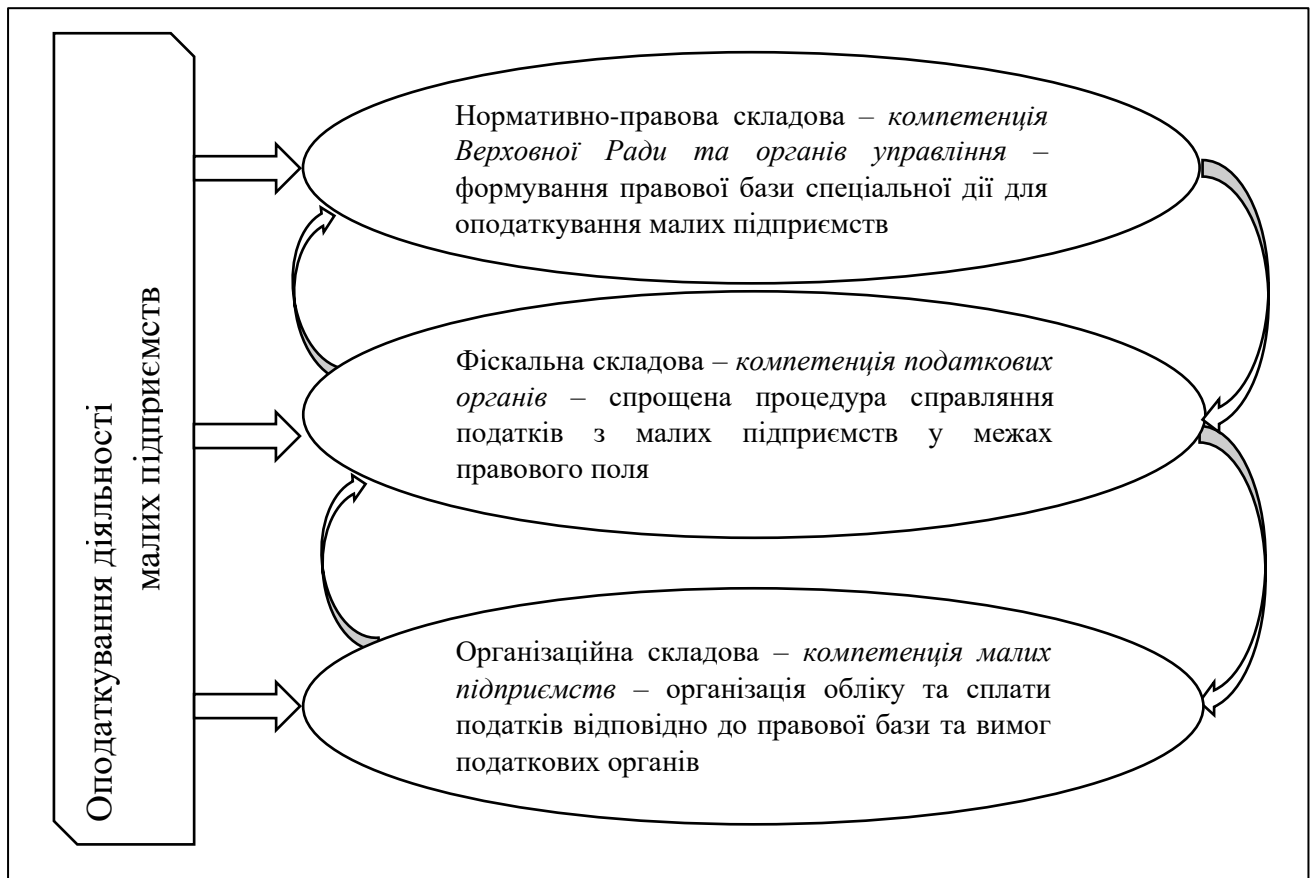 Оподаткування діяльності
малих підприємств
Нормативно-правова складова – компетенція
Верховної Ради та органів управління –
формування правової бази спеціальної дії для
оподаткування малих підприємств
Фіскальна складова – компетенція податкових
органів – спрощена процедура справляння
податків з малих підприємств у межах
правового поля
Організаційна складова – компетенція малих
підприємств – організація обліку та сплати
податків відповідно до правової бази та вимог
податкових органів